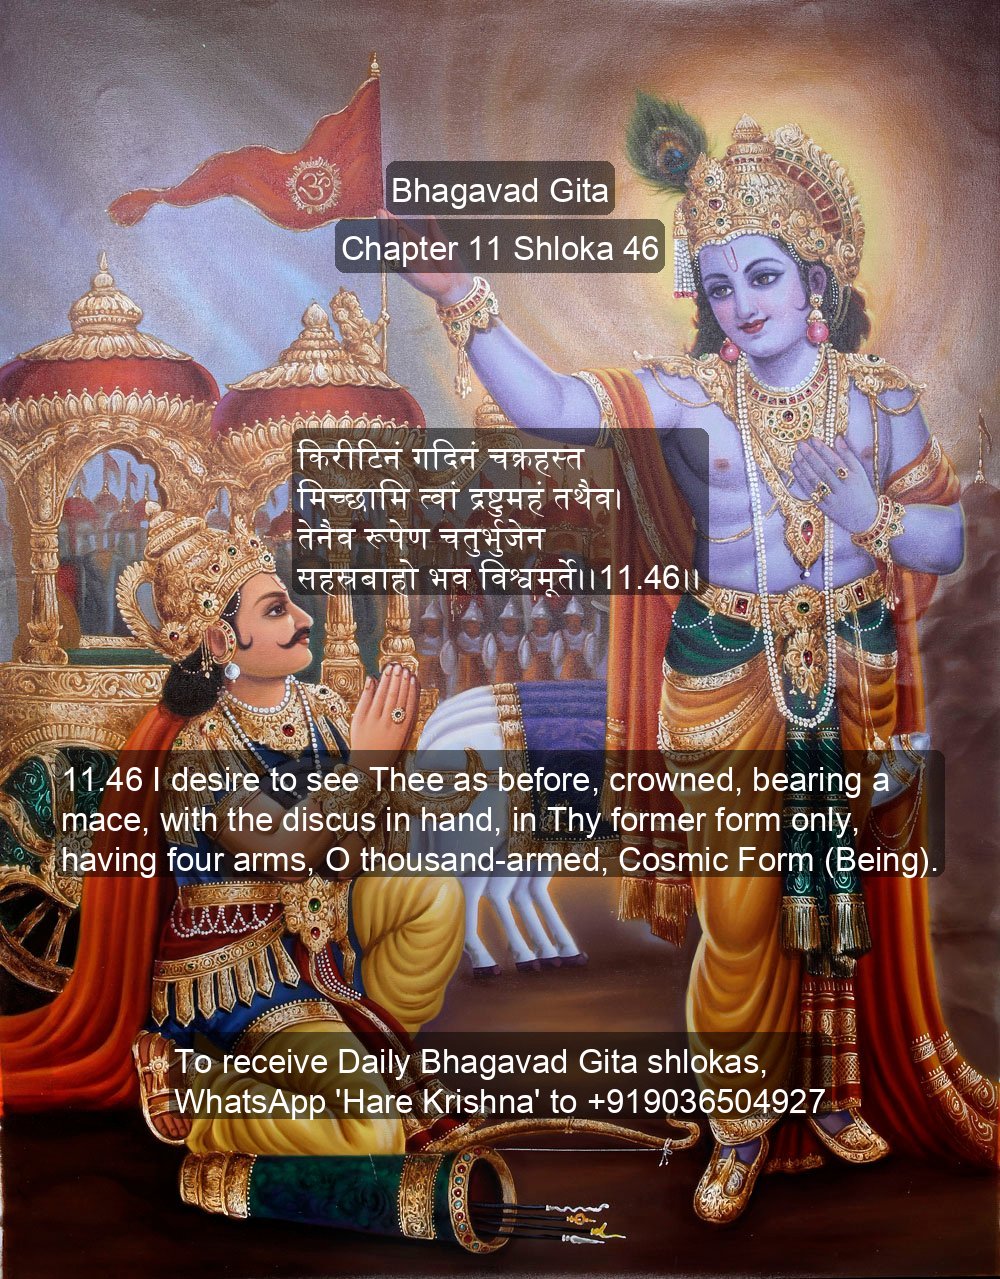 ॐ
Bhagavad Gita
Chapter 11 Shloka 46
किरीटिनं गदिनं चक्रहस्त
मिच्छामि त्वां द्रष्टुमहं तथैव।
तेनैव रूपेण चतुर्भुजेन
सहस्रबाहो भव विश्वमूर्ते।।11.46।।
11.46 I desire to see Thee as before, crowned, bearing a
mace, with the discus in hand, in Thy former form only,
having four arms, O thousand-armed, Cosmic Form (Being).
To receive Daily Bhagavad Gita shlokas,
WhatsApp 'Hare Krishna' to +919036504927